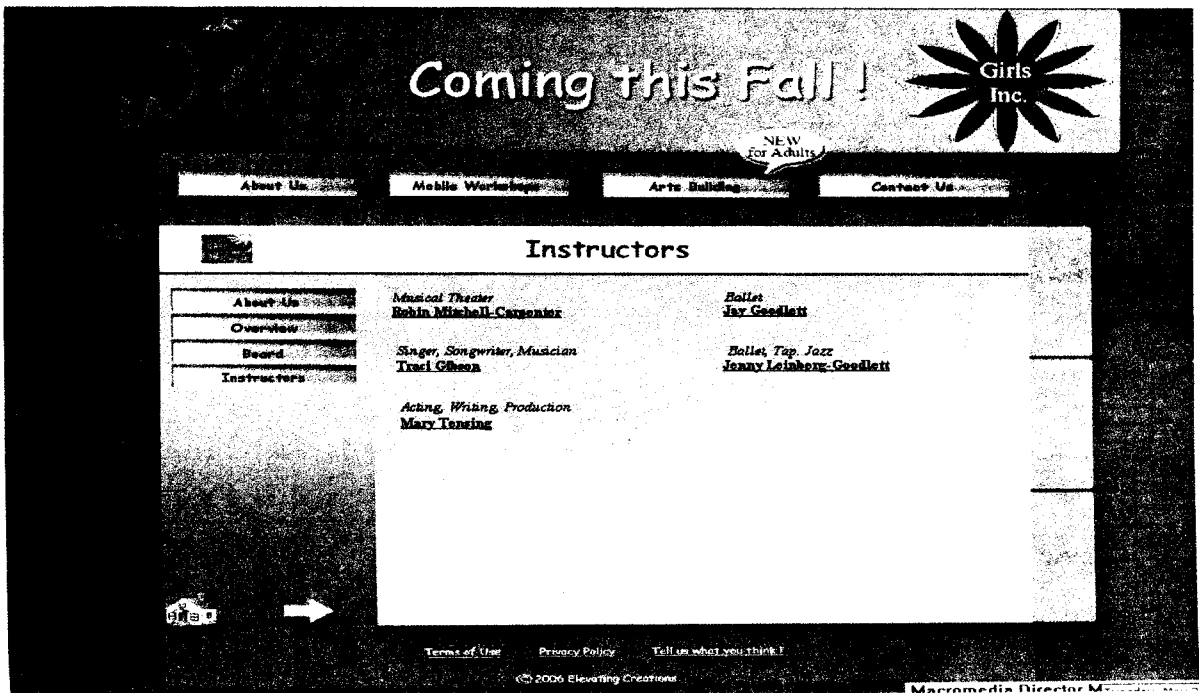 Coming this Fall !
Girls
Inc.
NEW
for Adults
About Us
Mobile Workshops
Arts Building
Contact Us
Instructors
About Us
Overview
Board
Instructors
Musical Theater
Robin Mitchell-Carpenter
Ballet
Jay Goodlett
Singer, Songwriter, Musician
Traci Gibson
Ballet, Tap, Jazz
Jenny Leinberg-Goodlett
Acting, Writing, Production
Mary Tensing
Terms of Use
Privacy Policy
Tell us what you think !
© 2006 Elevating Creations
Macromedia Director